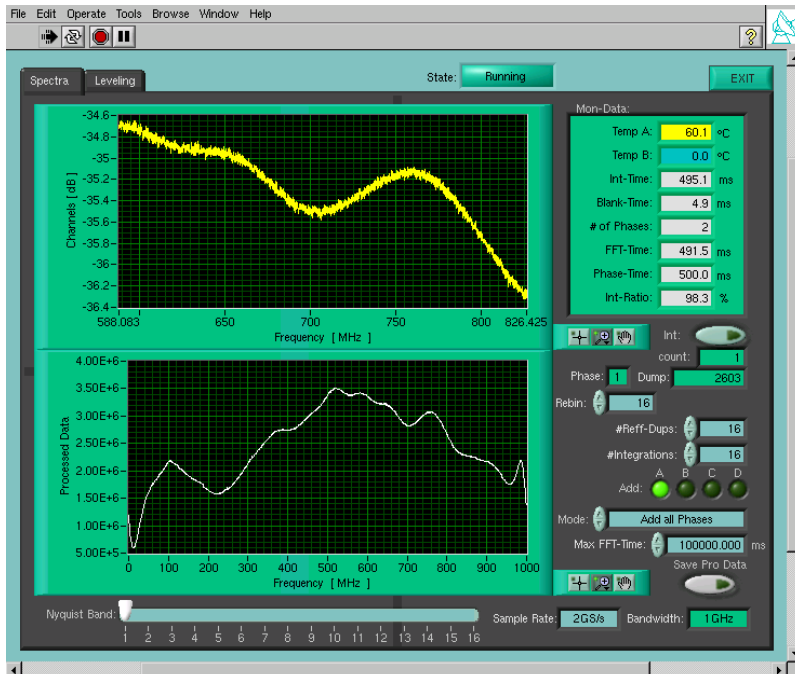 File Edit Operate Tools Browse Window Help
?
Spectra Leveling
State: Running
EXIT
-34.6
-34.8
-35
-35.2
-35.4
-35.6
-35.8
-36
-36.2
-36.4
Channels [ dB ]
588.083 650 700 750 800 826.425
Frequency [ MHz ]
Mon-Data:
Temp A: 60.1 °C
Temp B: 0.0 °C
Int-Time: 495.1 ms
Blank-Time: 4.9 ms
# of Phases: 2
FFT-Time: 491.5 ms
Phase-Time: 500.0 ms
Int-Ratio: 98.3 %
4.00E+6
3.50E+6
3.00E+6
2.50E+6
2.00E+6
1.50E+6
1.00E+6
5.00E+5
Processed Data
0 100 200 300 400 500 600 700 800 900 1000
Frequency [ MHz ]
Int:
count: 1
Phase: 1 Dump: 2603
Rebin: 16
#Reff-Dups: 16
#Integrations: 16
A B C D
Add:
Mode: Add all Phases
Max FFT-Time: 100000.000 ms
Save Pro Data
Nyquist Band:
1 2 3 4 5 6 7 8 9 10 11 12 13 14 15 16
Sample Rate: 2GS/s Bandwidth: 1GHz